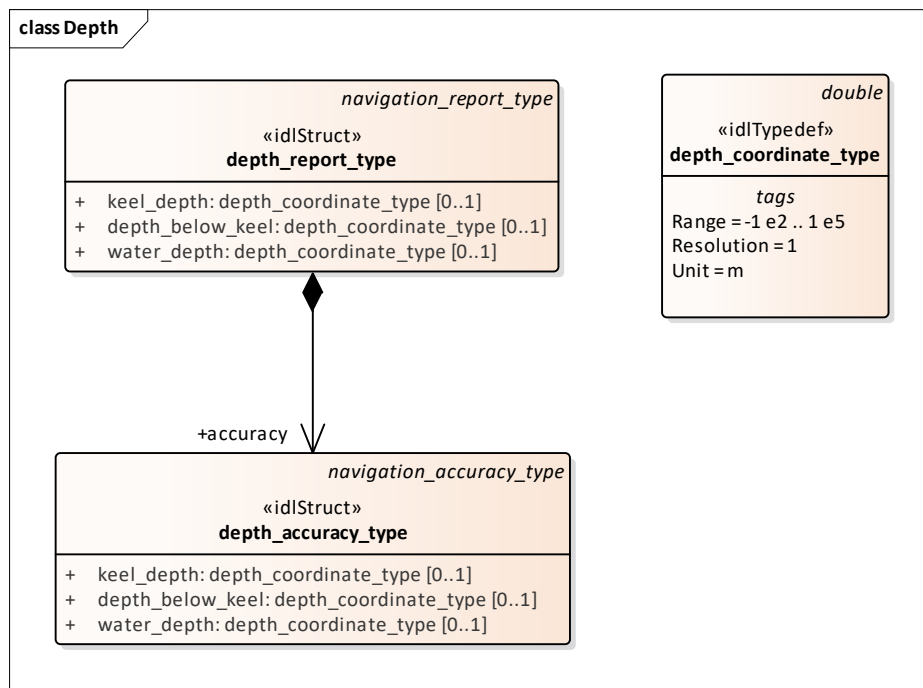 class Depth
navigation_report_type
«idlStruct»
depth_report_type
+ keel_depth: depth_coordinate_type [0..1]
+ depth_below_keel: depth_coordinate_type [0..1]
+ water_depth: depth_coordinate_type [0..1]
double
«idlTypedef»
depth_coordinate_type
tags
Range = -1 e2 .. 1 e5
Resolution = 1
Unit = m
+accuracy
navigation_accuracy_type
«idlStruct»
depth_accuracy_type
+ keel_depth: depth_coordinate_type [0..1]
+ depth_below_keel: depth_coordinate_type [0..1]
+ water_depth: depth_coordinate_type [0..1]